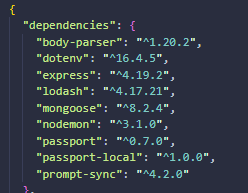 {
"dependencies": {
"body-parser": "^1.20.2",
"dotenv": "^16.4.5",
"express": "^4.19.2",
"lodash": "^4.17.21",
"mongoose": "^8.2.4",
"nodemon": "^3.1.0",
"passport": "^0.7.0",
"passport-local": "^1.0.0",
"prompt-sync": "^4.2.0"
},